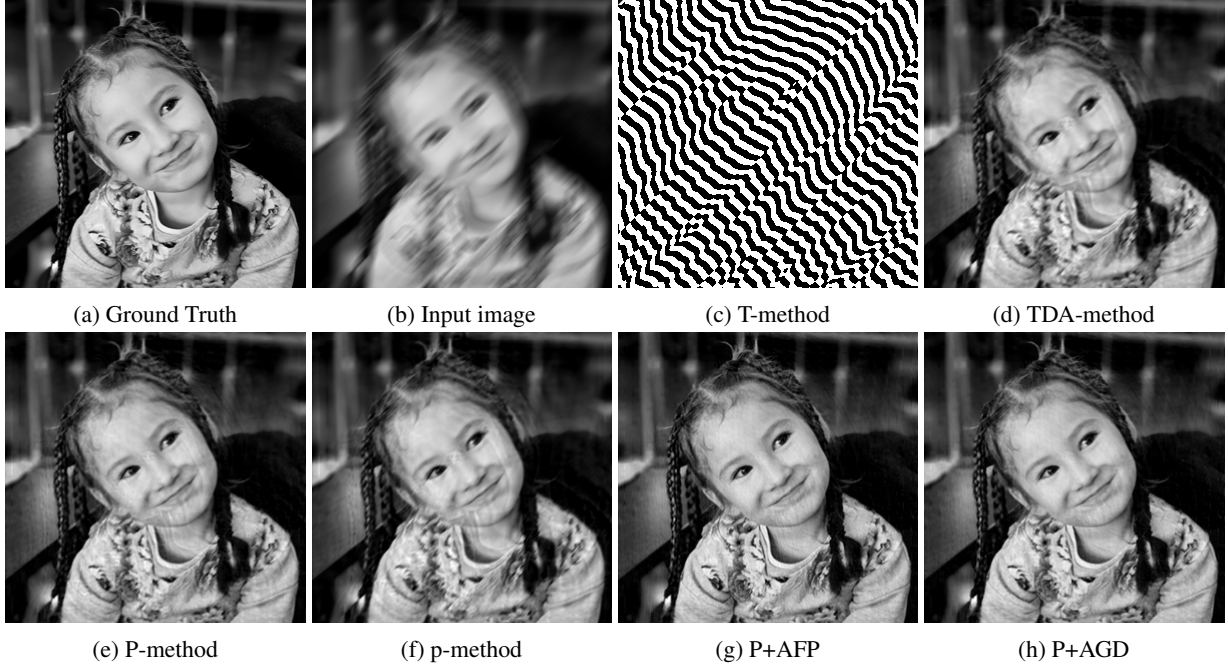 (a) Ground Truth
(b) Input image
(c) T-method
(d) TDA-method
(e) P-method
(f) p-method
(g) P+AFP
(h) P+AGD